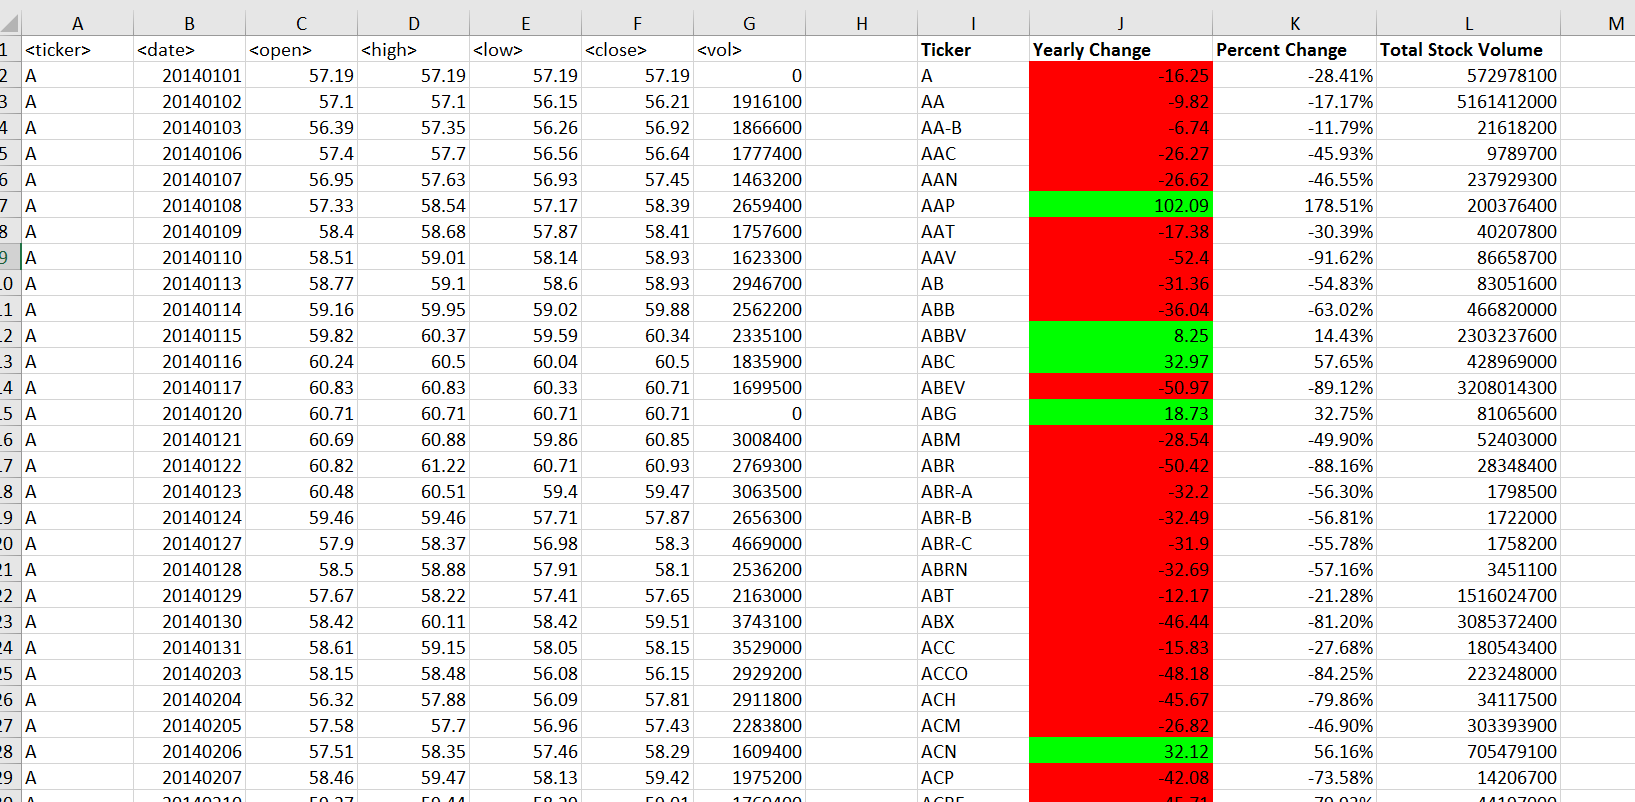 A B C D E F G H I J K L M
1 <ticker> <date> <open> <high> <low> <close> <vol> Ticker Yearly Change Percent Change Total Stock Volume
2 A 20140101 57.19 57.19 57.19 57.19 0 A -16.25 -28.41% 572978100
3 A 20140102 57.1 57.1 56.15 56.21 1916100 AA -9.82 -17.17% 5161412000
4 A 20140103 56.39 57.35 56.26 56.92 1866600 AA-B -6.74 -11.79% 21618200
5 A 20140106 57.4 57.7 56.56 56.64 1777400 AAC -26.27 -45.93% 9789700
6 A 20140107 56.95 57.63 56.93 57.45 1463200 AAN -26.62 -46.55% 237929300
7 A 20140108 57.33 58.54 57.17 58.39 2659400 AAP 102.09 178.51% 200376400
8 A 20140109 58.4 58.68 57.87 58.41 1757600 AAT -17.38 -30.39% 40207800
9 A 20140110 58.51 59.01 58.14 58.93 1623300 AAV -52.4 -91.62% 86658700
10 A 20140113 58.77 59.1 58.6 58.93 2946700 AB -31.36 -54.83% 83051600
11 A 20140114 59.16 59.95 59.02 59.88 2562200 ABB -36.04 -63.02% 466820000
12 A 20140115 59.82 60.37 59.59 60.34 2335100 ABBV 8.25 14.43% 2303237600
13 A 20140116 60.24 60.5 60.04 60.5 1835900 ABC 32.97 57.65% 428969000
14 A 20140117 60.83 60.83 60.33 60.71 1699500 ABEV -50.97 -89.12% 3208014300
15 A 20140120 60.71 60.71 60.71 60.71 0 ABG 18.73 32.75% 81065600
16 A 20140121 60.69 60.88 59.86 60.85 3008400 ABM -28.54 -49.90% 52403000
17 A 20140122 60.82 61.22 60.71 60.93 2769300 ABR -50.42 -88.16% 28348400
18 A 20140123 60.48 60.51 59.4 59.47 3063500 ABR-A -32.2 -56.30% 1798500
19 A 20140124 59.46 59.46 57.71 57.87 2656300 ABR-B -32.49 -56.81% 1722000
20 A 20140127 57.9 58.37 56.98 58.3 4669000 ABR-C -31.9 -55.78% 1758200
21 A 20140128 58.5 58.88 57.91 58.1 2536200 ABRN -32.69 -57.16% 3451100
22 A 20140129 57.67 58.22 57.41 57.65 2163000 ABT -12.17 -21.28% 1516024700
23 A 20140130 58.42 60.11 58.42 59.51 3743100 ABX -46.44 -81.20% 3085372400
24 A 20140131 58.61 59.15 58.05 58.15 3529000 ACC -15.83 -27.68% 180543400
25 A 20140203 58.15 58.48 56.08 56.15 2929200 ACCO -48.18 -84.25% 223248000
26 A 20140204 56.32 57.88 56.09 57.81 2911800 ACH -45.67 -79.86% 34117500
27 A 20140205 57.58 57.7 56.96 57.43 2283800 ACM -26.82 -46.90% 303393900
28 A 20140206 57.51 58.35 57.46 58.29 1609400 ACN 32.12 56.16% 705479100
29 A 20140207 58.46 59.47 58.13 59.42 1975200 ACP -42.08 -73.58% 14206700